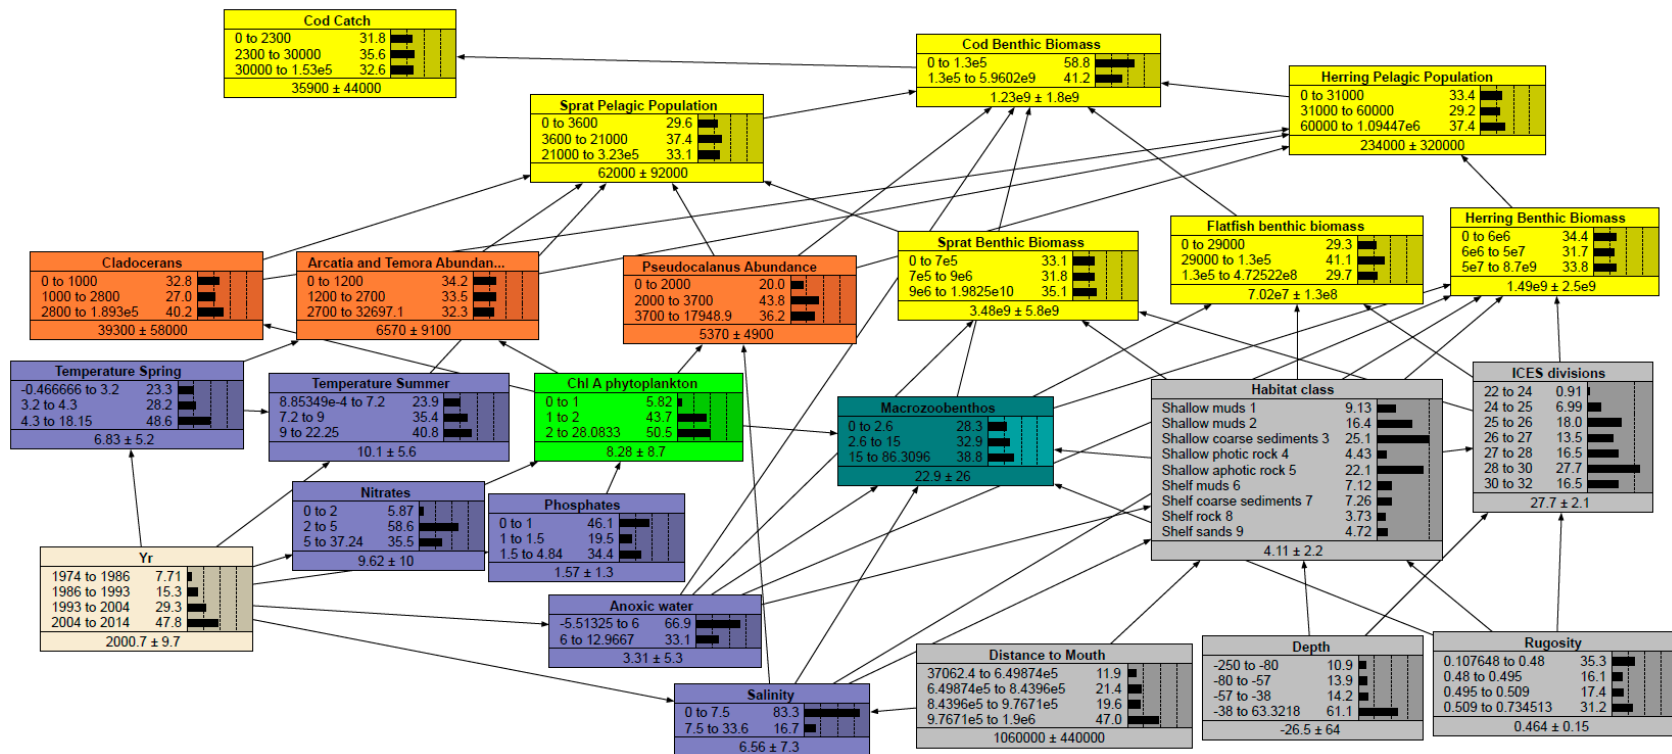 Cod Catch
0 to 2300 31.8
2300 to 30000 35.6
30000 to 1.53e5 32.6
35900 ± 44000
Cod Benthic Biomass
0 to 1.3e5 58.8
1.3e5 to 5.9602e9 41.2
1.23e9 ± 1.8e9
Herring Pelagic Population
0 to 31000 33.4
31000 to 60000 29.2
60000 to 1.09447e6 37.4
234000 ± 320000
Sprat Pelagic Population
0 to 3600 29.6
3600 to 21000 37.4
21000 to 3.23e5 33.1
62000 ± 92000
Cladocerans
0 to 1000 32.8
1000 to 2800 27.0
2800 to 1.893e5 40.2
39300 ± 58000
Arcatia and Temora Abundan...
0 to 1200 34.2
1200 to 2700 33.5
2700 to 32697.1 32.3
6570 ± 9100
Pseudocalanus Abundance
0 to 2000 20.0
2000 to 3700 43.8
3700 to 17948.9 36.2
5370 ± 4900
Sprat Benthic Biomass
0 to 7e5 33.1
7e5 to 9e6 31.8
9e6 to 1.9825e10 35.1
3.48e9 ± 5.8e9
Flatfish benthic biomass
0 to 29000 29.3
29000 to 1.3e5 41.1
1.3e5 to 4.72522e8 29.7
7.02e7 ± 1.3e8
Herring Benthic Biomass
0 to 6e6 34.4
6e6 to 5e7 31.7
5e7 to 8.7e9 33.8
1.49e9 ± 2.5e9
Temperature Spring
-0.466666 to 3.2 23.3
3.2 to 4.3 28.2
4.3 to 18.15 48.6
6.83 ± 5.2
Temperature Summer
8.85349e-4 to 7.2 23.9
7.2 to 9 35.4
9 to 22.25 40.8
10.1 ± 5.6
Chl A phytoplankton
0 to 1 5.82
1 to 2 43.7
2 to 28.0833 50.5
8.28 ± 8.7
Macrozoobenthos
0 to 2.6 28.3
2.6 to 15 32.9
15 to 86.3096 38.8
22.9 ± 26
Habitat class
Shallow muds 1 9.13
Shallow muds 2 16.4
Shallow coarse sediments 3 25.1
Shallow photic rock 4 4.43
Shallow aphotic rock 5 22.1
Shelf muds 6 7.12
Shelf coarse sediments 7 7.26
Shelf rock 8 3.73
Shelf sands 9 4.72
4.11 ± 2.2
ICES divisions
22 to 24 0.91
24 to 25 6.99
25 to 26 18.0
26 to 27 13.5
27 to 28 16.5
28 to 30 27.7
30 to 32 16.5
27.7 ± 2.1
Nitrates
0 to 2 5.87
2 to 5 58.6
5 to 37.24 35.5
9.62 ± 10
Phosphates
0 to 1 46.1
1 to 1.5 19.5
1.5 to 4.84 34.4
1.57 ± 1.3
Yr
1974 to 1986 7.71
1986 to 1993 15.3
1993 to 2004 29.3
2004 to 2014 47.8
2000.7 ± 9.7
Anoxic water
-5.51325 to 6 66.9
6 to 12.9667 33.1
3.31 ± 5.3
Salinity
0 to 7.5 83.3
7.5 to 33.6 16.7
6.56 ± 7.3
Distance to Mouth
37062.4 to 6.49874e5 11.9
6.49874e5 to 8.4396e5 21.4
8.4396e5 to 9.7671e5 19.6
9.7671e5 to 1.9e6 47.0
1060000 ± 440000
Depth
-250 to -80 10.9
-80 to -57 13.9
-57 to -38 14.2
-38 to 63.3218 61.1
-26.5 ± 64
Rugosity
0.107648 to 0.48 35.3
0.48 to 0.495 16.1
0.495 to 0.509 17.4
0.509 to 0.734513 31.2
0.464 ± 0.15